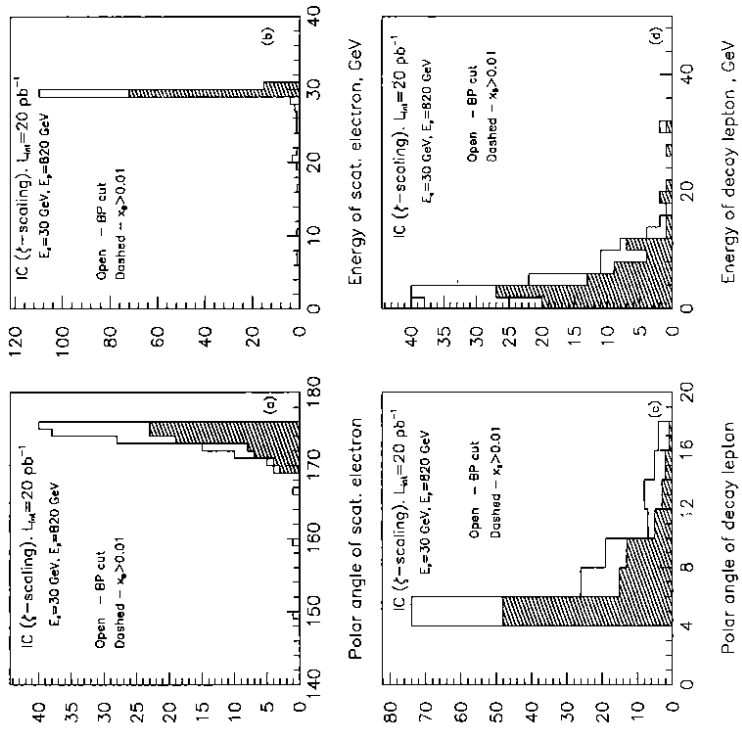 IC (ζ-scaling). L_int=20 pb⁻¹
E_e=30 GeV, E_p=820 GeV
Open - BP cut
Dashed - x_B>0.01
(a)
40
35
30
25
20
15
10
5
0
140 150 160 170 180
Polar angle of scat. electron
IC (ζ-scaling). L_int=20 pb⁻¹
E_e=30 GeV, E_p=820 GeV
Open - BP cut
Dashed - x_B>0.01
(b)
120
100
80
60
40
20
0
0 10 20 30 40
Energy of scat. electron, GeV
IC (ζ-scaling). L_int=20 pb⁻¹
E_e=30 GeV, E_p=820 GeV
Open - BP cut
Dashed - x_B>0.01
(c)
80
70
60
50
40
30
20
10
0
0 4 8 12 16 20
Polar angle of decay lepton
IC (ζ-scaling). L_int=20 pb⁻¹
E_e=30 GeV, E_p=820 GeV
Open - BP cut
Dashed - x_B>0.01
(d)
45
40
35
30
25
20
15
10
5
0
0 20 40
Energy of decay lepton , GeV